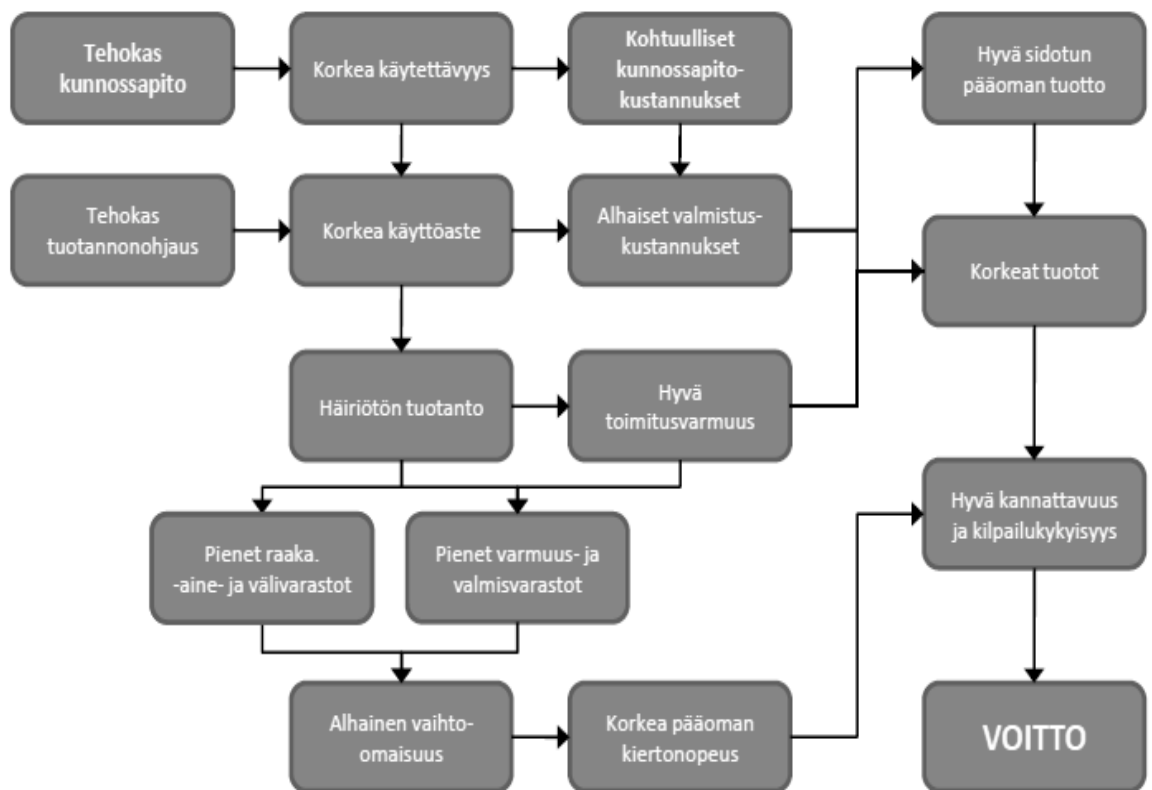 Tehokas
kunnossapito
Korkea käytettävyys
Kohtuulliset
kunnossapito-
kustannukset
Hyvä sidotun
pääoman tuotto
Tehokas
tuotannonohjaus
Korkea käyttöaste
Alhaiset valmistus-
kustannukset
Korkeat tuotot
Häiriötön tuotanto
Hyvä
toimitusvarmuus
Hyvä kannattavuus
ja kilpailukykyisyys
Pienet raaka.
-aine- ja välivarastot
Pienet varmuus- ja
valmisvarastot
Alhainen vaihto-
omaisuus
Korkea pääoman
kiertonopeus
VOITTO